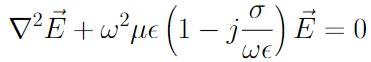 ∇²E⃗ + ω²μϵ(1 − j σ/ωϵ) E⃗ = 0